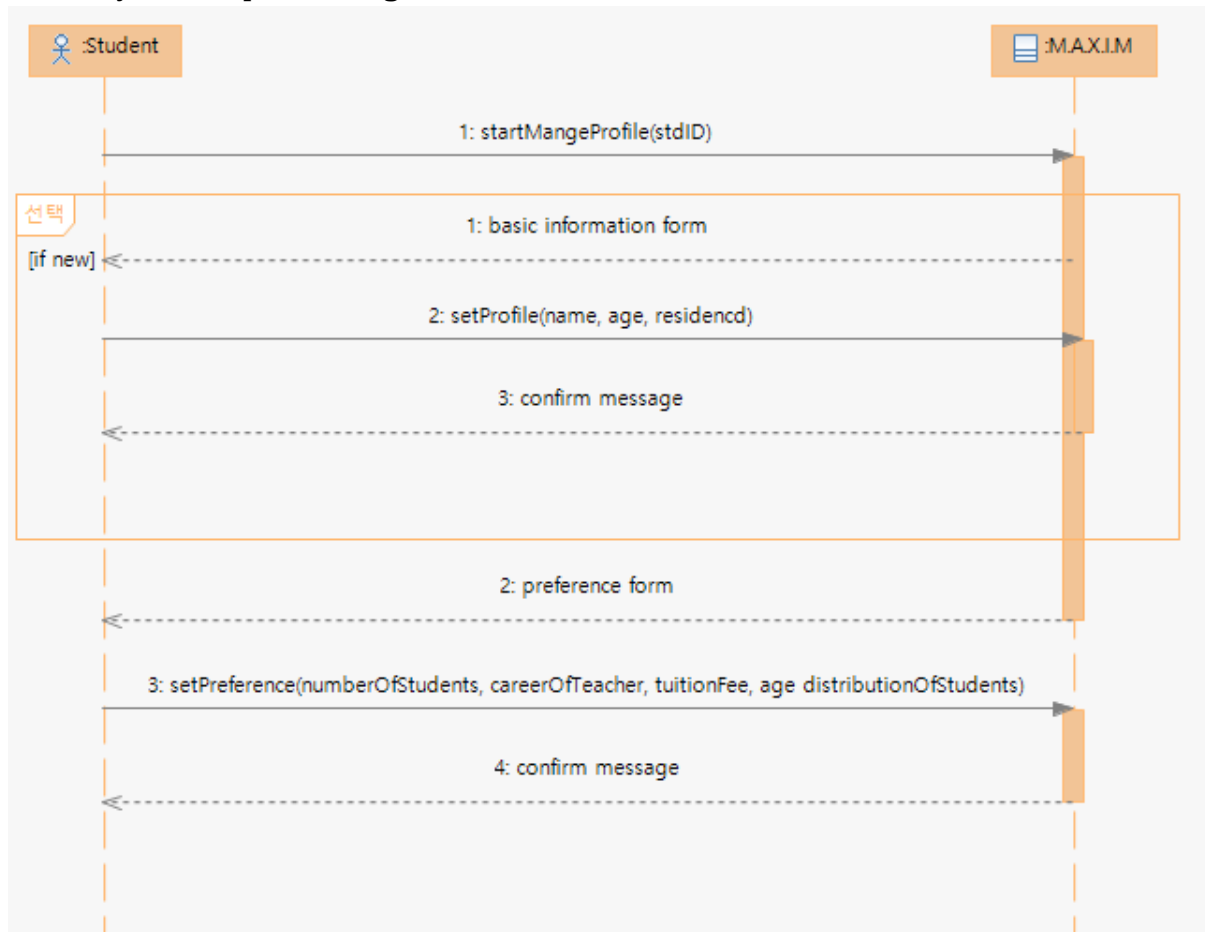 :Student
:M.A.X.I.M
1: startMangeProfile(stdID)
선택
1: basic information form
[if new]
2: setProfile(name, age, residencd)
3: confirm message
2: preference form
3: setPreference(numberOfStudents, careerOfTeacher, tuitionFee, age distributionOfStudents)
4: confirm message